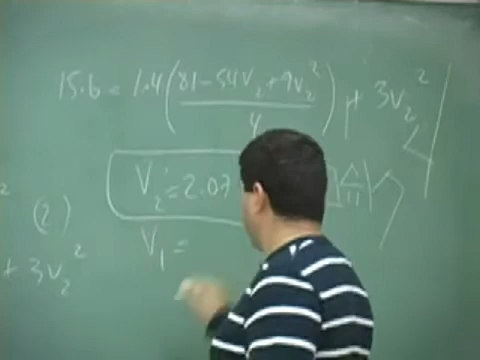 15.6 = 1.4 ( 81 - 54V₂ + 9V₂² / 4 ) + 3V₂²
V₂' = 2.07
(2)
V₁ =
+ 3V₂²